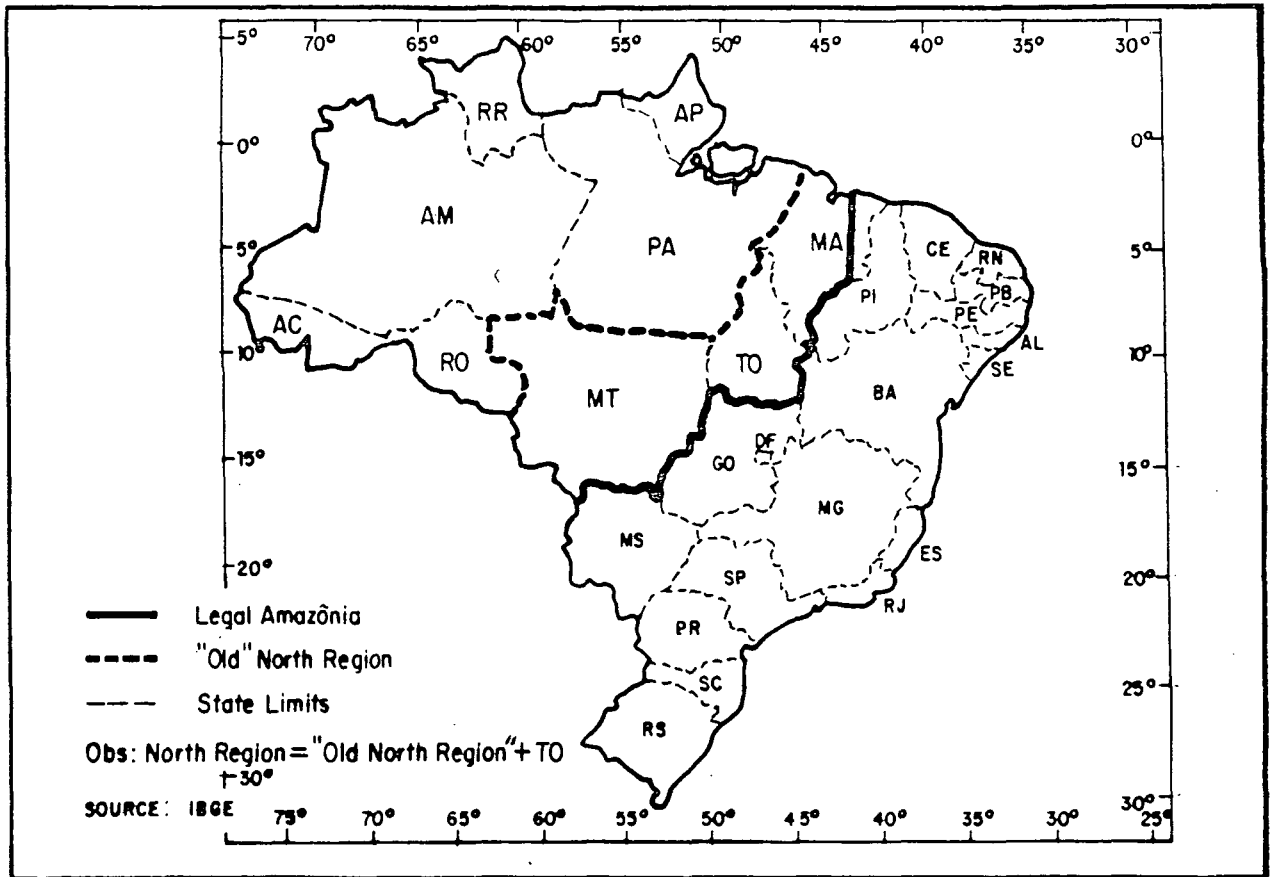 5° 70° 65° 60° 55° 50° 45° 40° 35° 30°
RR
AP
0° 0°
AM
PA
MA
CE
5° 5°
RN
PI
PB
PE
AC
AL
10° RO TO 10°
SE
MT
BA
DF
GO
15° 15°
MG
MS
ES
20° SP 20°
RJ
Legal Amazônia
PR
"Old" North Region
SC
25°
State Limits
RS
Obs: North Region = "Old North Region" + TO
30°
SOURCE: IBGE
30°
75° 70° 65° 60° 55° 50° 45° 40° 35° 30° 25°